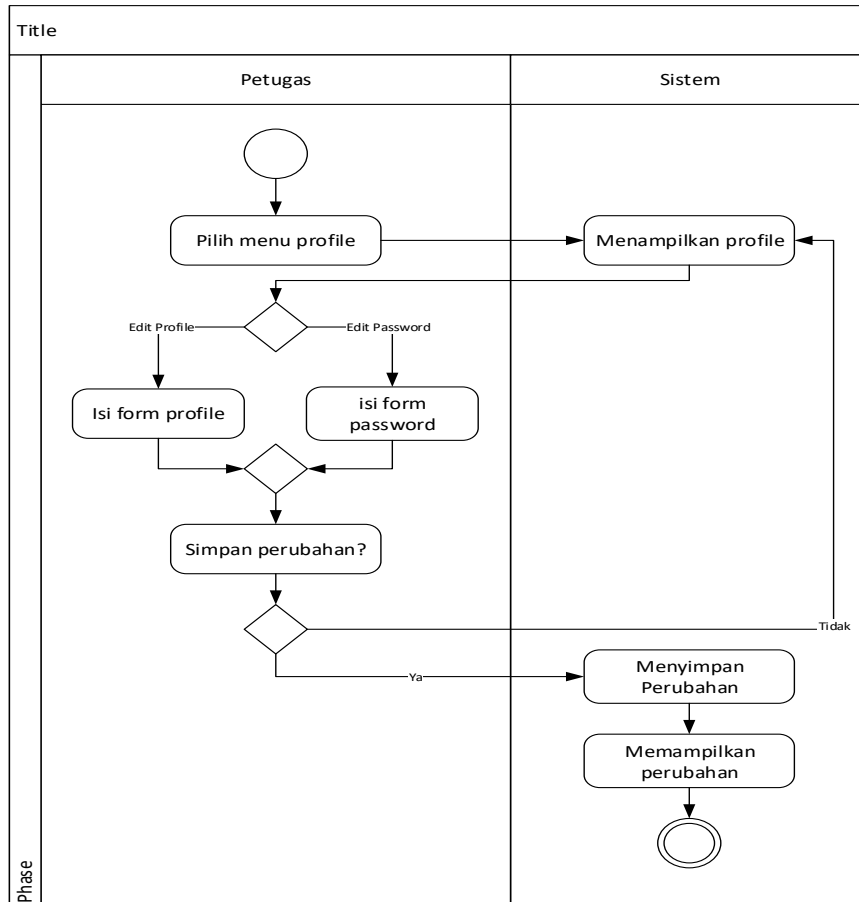 Title
Petugas
Sistem
Pilih menu profile
Menampilkan profile
Edit Profile
Edit Password
Isi form profile
isi form
password
Simpan perubahan?
Tidak
Ya
Menyimpan
Perubahan
Memampilkan
perubahan
Phase